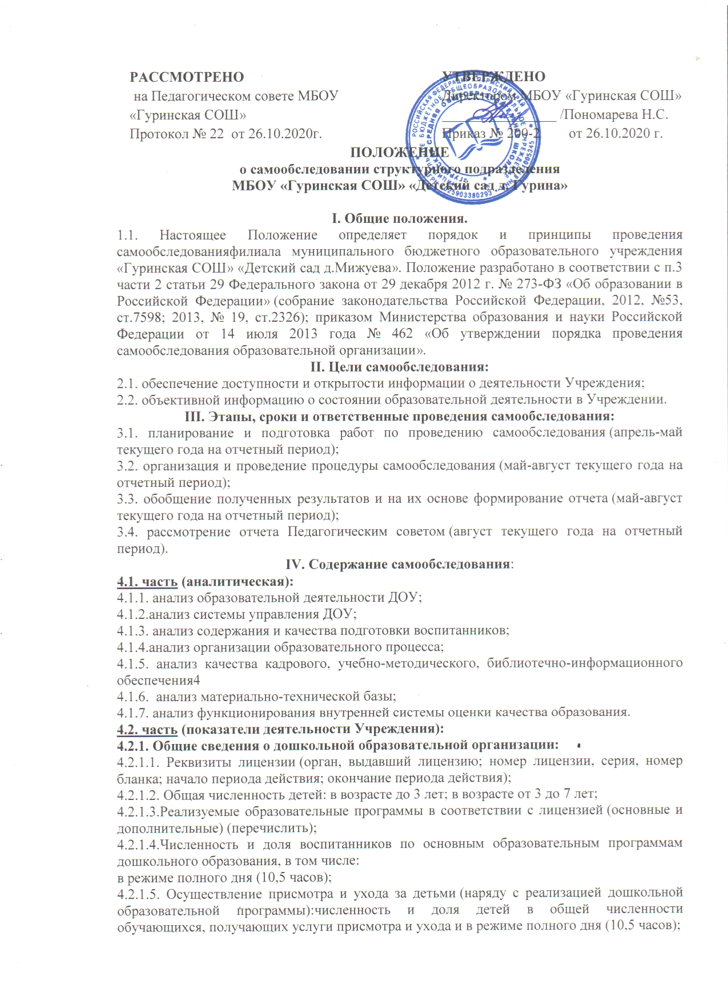 РАССМОТРЕНО
на Педагогическом совете МБОУ
«Гуринская СОШ»
Протокол № 22  от 26.10.2020г.
УТВЕРЖДЕНО
Директором МБОУ «Гуринская СОШ»
________________ /Пономарева Н.С.
Приказ № 200-2        от 26.10.2020 г.
ПОЛОЖЕНИЕ
о самообследовании структурного подразделения
МБОУ «Гуринская СОШ» «Детский сад д. Гурина»
I. Общие положения.
1.1. Настоящее Положение определяет порядок и принципы проведения
самообследованияфилиала муниципального бюджетного образовательного учреждения
«Гуринская СОШ» «Детский сад д.Мижуева». Положение разработано в соответствии с п.3
части 2 статьи 29 Федерального закона от 29 декабря 2012 г. № 273-ФЗ «Об образовании в
Российской Федерации» (собрание законодательства Российской Федерации, 2012, №53,
ст.7598; 2013, № 19, ст.2326); приказом Министерства образования и науки Российской
Федерации от 14 июля 2013 года № 462 «Об утверждении порядка проведения
самообследования образовательной организации».
II. Цели самообследования:
2.1. обеспечение доступности и открытости информации о деятельности Учреждения;
2.2. объективной информацию о состоянии образовательной деятельности в Учреждении.
III. Этапы, сроки и ответственные проведения самообследования:
3.1. планирование и подготовка работ по проведению самообследования (апрель-май
текущего года на отчетный период);
3.2. организация и проведение процедуры самообследования (май-август текущего года на
отчетный период);
3.3. обобщение полученных результатов и на их основе формирование отчета (май-август
текущего года на отчетный период);
3.4. рассмотрение отчета Педагогическим советом (август текущего года на отчетный
период).
IV. Содержание самообследования:
4.1. часть (аналитическая):
4.1.1. анализ образовательной деятельности ДОУ;
4.1.2.анализ системы управления ДОУ;
4.1.3. анализ содержания и качества подготовки воспитанников;
4.1.4.анализ организации образовательного процесса;
4.1.5. анализ качества кадрового, учебно-методического, библиотечно-информационного
обеспечения4
4.1.6.  анализ материально-технической базы;
4.1.7. анализ функционирования внутренней системы оценки качества образования.
4.2. часть (показатели деятельности Учреждения):
4.2.1. Общие сведения о дошкольной образовательной организации:
4.2.1.1. Реквизиты лицензии (орган, выдавший лицензию; номер лицензии, серия, номер
бланка; начало периода действия; окончание периода действия);
4.2.1.2. Общая численность детей: в возрасте до 3 лет; в возрасте от 3 до 7 лет;
4.2.1.3.Реализуемые образовательные программы в соответствии с лицензией (основные и
дополнительные) (перечислить);
4.2.1.4.Численность и доля воспитанников по основным образовательным программам
дошкольного образования, в том числе:
в режиме полного дня (10,5 часов);
4.2.1.5. Осуществление присмотра и ухода за детьми (наряду с реализацией дошкольной
образовательной программы):численность и доля детей в общей численности
обучающихся, получающих услуги присмотра и ухода и в режиме полного дня (10,5 часов);